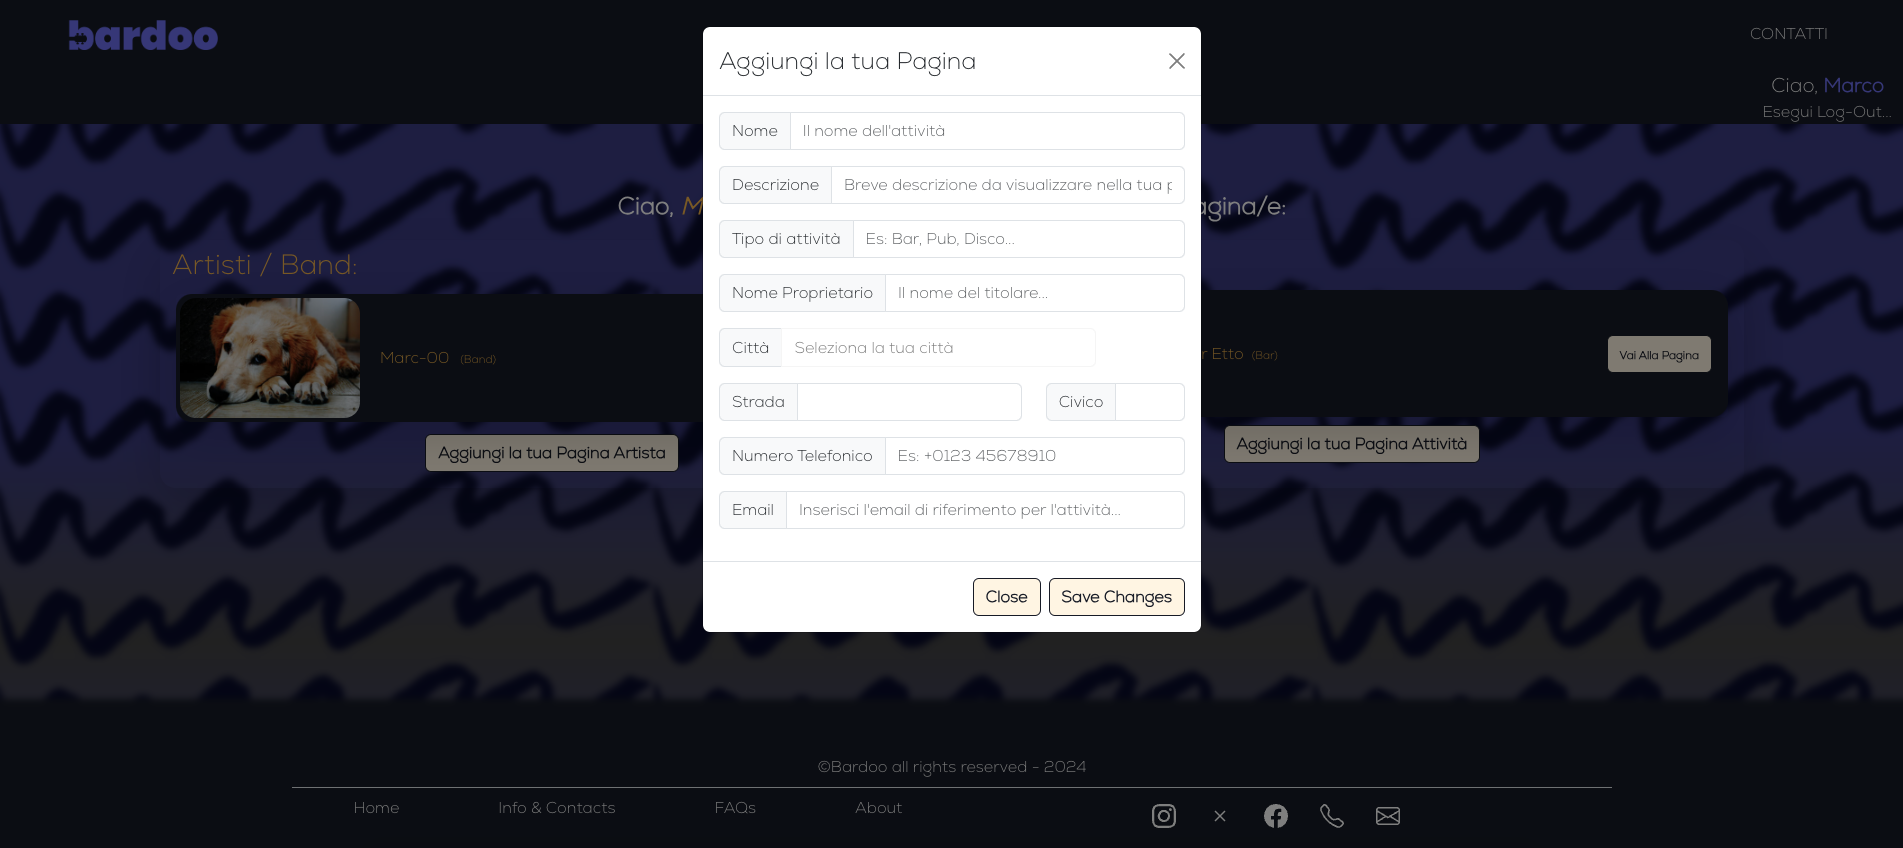 bardoo
CONTATTI
Ciao, Marco
Esegui Log-Out...
Aggiungi la tua Pagina
Nome Il nome dell'attività
Descrizione Breve descrizione da visualizzare nella tua p
Tipo di attività Es: Bar, Pub, Disco...
Nome Proprietario Il nome del titolare...
Città Seleziona la tua città
Strada Civico
Numero Telefonico Es: +0123 45678910
Email Inserisci l'email di riferimento per l'attività...
Close Save Changes
Ciao, M agina/e:
Artisti / Band:
Marc-00 (Band)
r Etto (Bar) Vai Alla Pagina
Aggiungi la tua Pagina Artista
Aggiungi la tua Pagina Attività
©Bardoo all rights reserved - 2024
Home Info & Contacts FAQs About